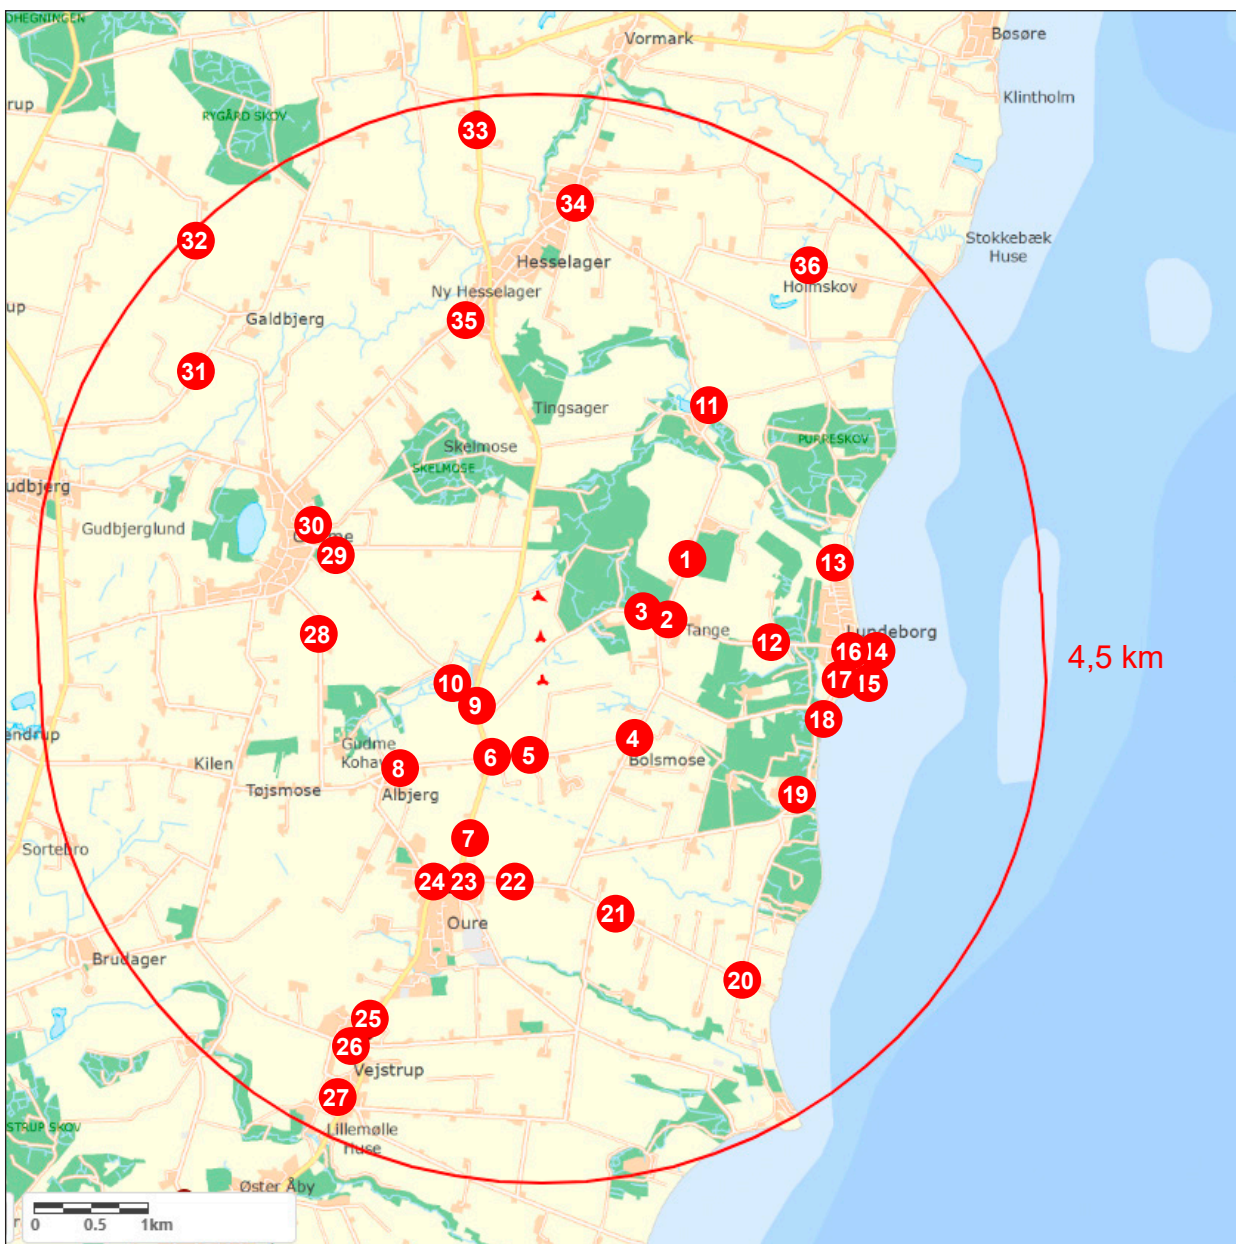 DHEGNINGEN
Vormark
Bøsøre
Klintholm
rup
RYGÅRD SKOV
33
34
32
Stokkebæk
Huse
Hesselager
36
Holmskov
Ny Hesselager
up
Galdbjerg
35
31
Tingsager
11
PURRESKOV
Skelmose
SKELMOSE
udbjerg
Gudbjerglund
30
29
1
13
3
2
Tange
12
Lundeborg
28
16
14
4,5 km
10
17
15
9
18
endrup
Gudme
4
Bolsmose
6
5
Kilen
8
Tøjsmose
Albjerg
19
7
Sortebro
24
23
22
21
Oure
Brudager
20
25
26
Vejstrup
27
STRUP SKOV
Lillemølle
Huse
Øster Åby
0
0.5
1km